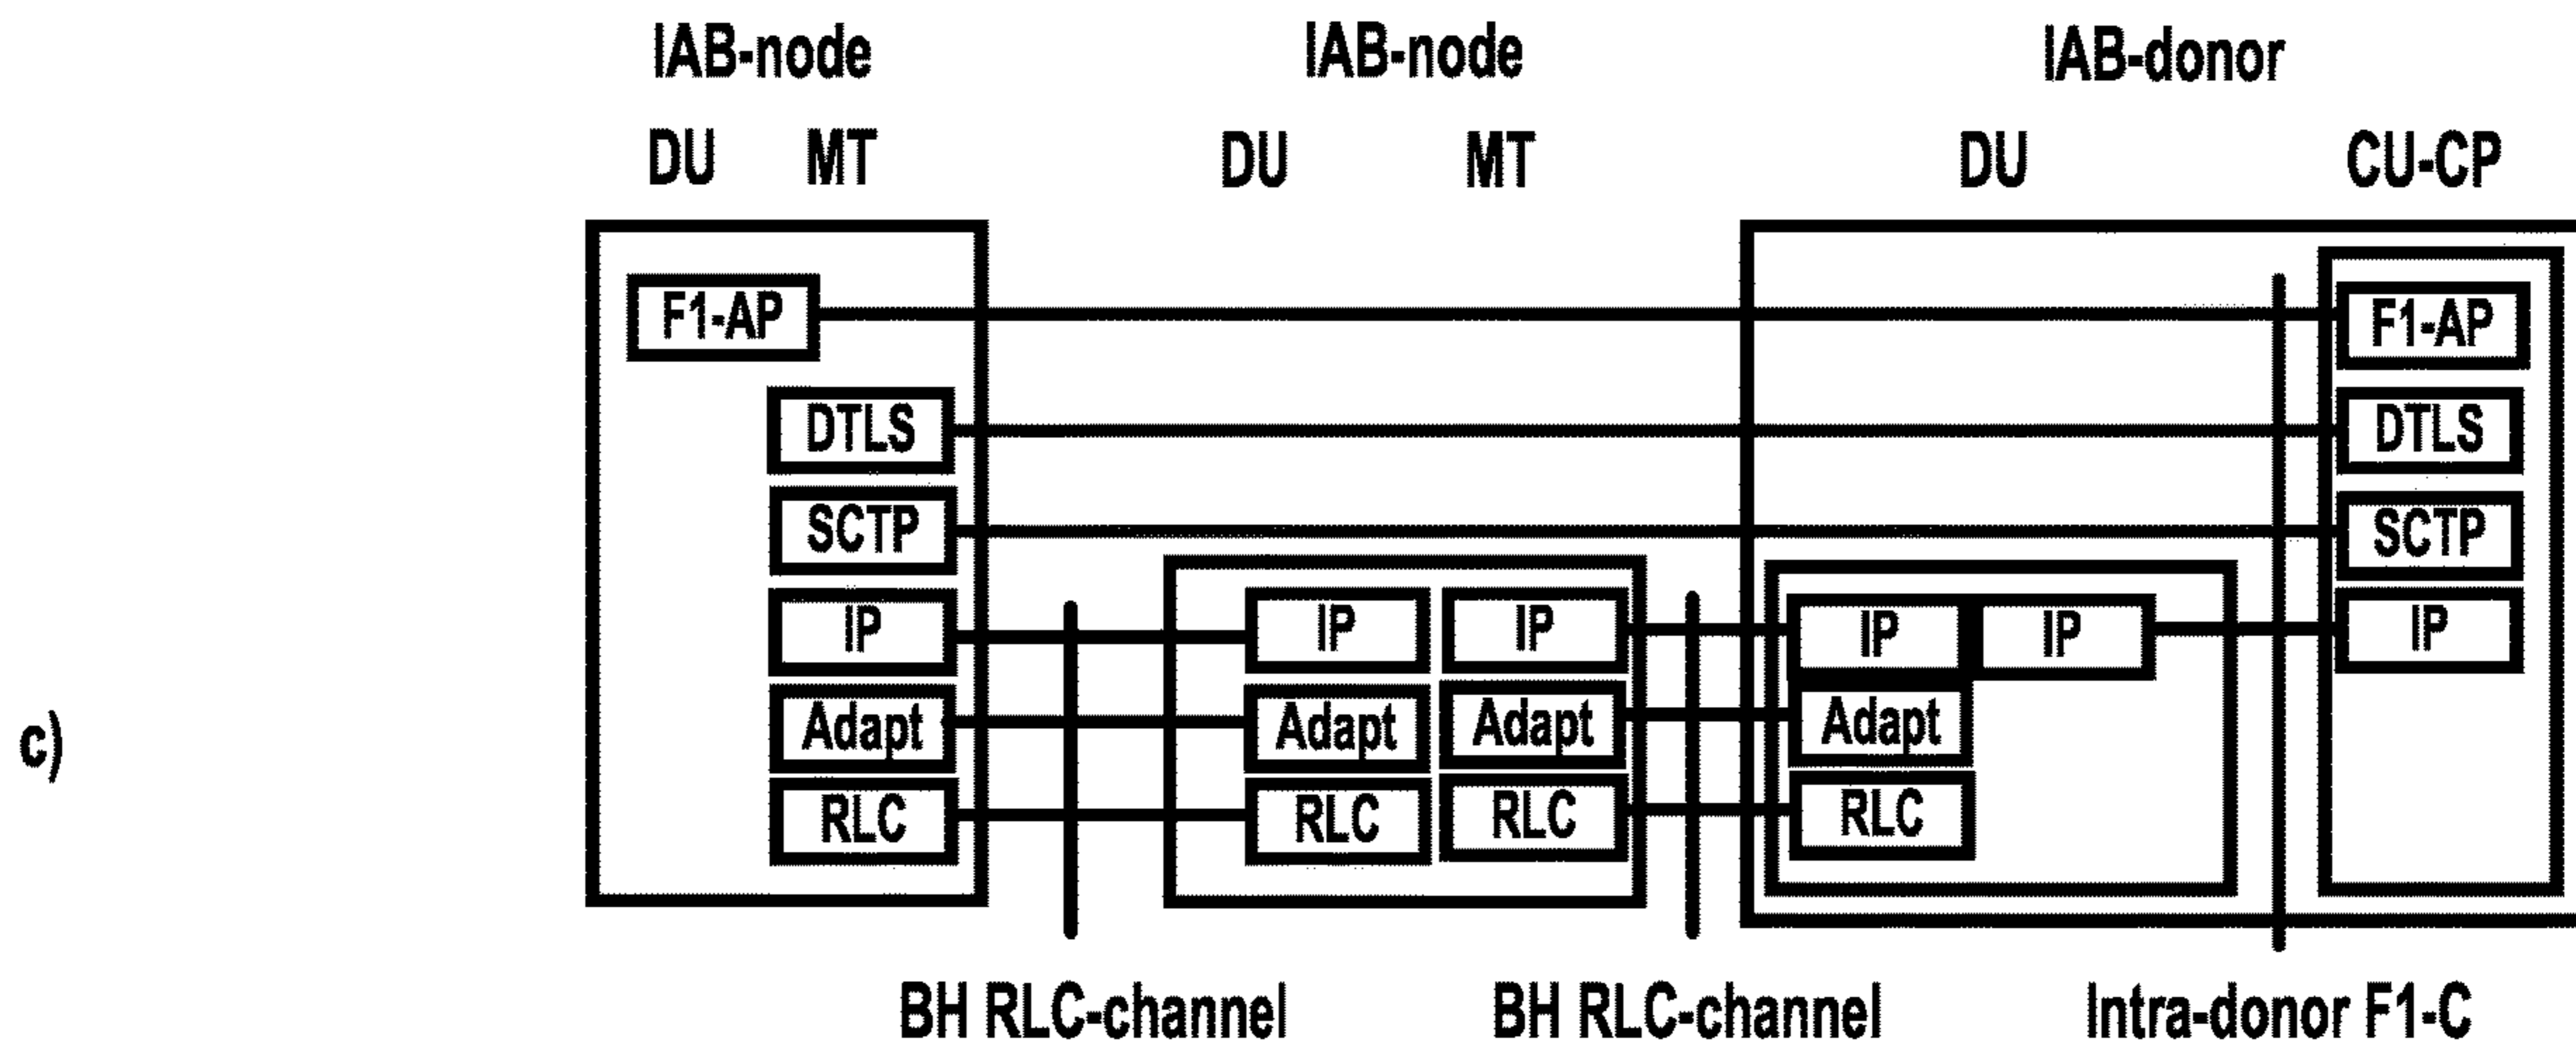 IAB-node IAB-node IAB-donor
DU MT DU MT DU CU-CP
F1-AP F1-AP
DTLS DTLS
SCTP SCTP
IP IP IP IP IP IP
c) Adapt Adapt Adapt Adapt
RLC RLC RLC RLC
BH RLC-channel BH RLC-channel Intra-donor F1-C